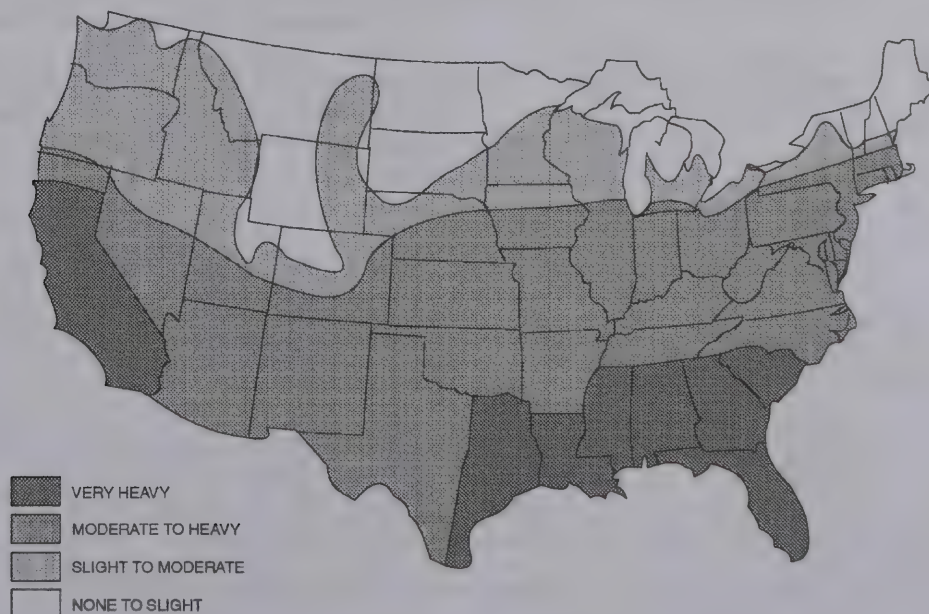 VERY HEAVY
MODERATE TO HEAVY
SLIGHT TO MODERATE
NONE TO SLIGHT